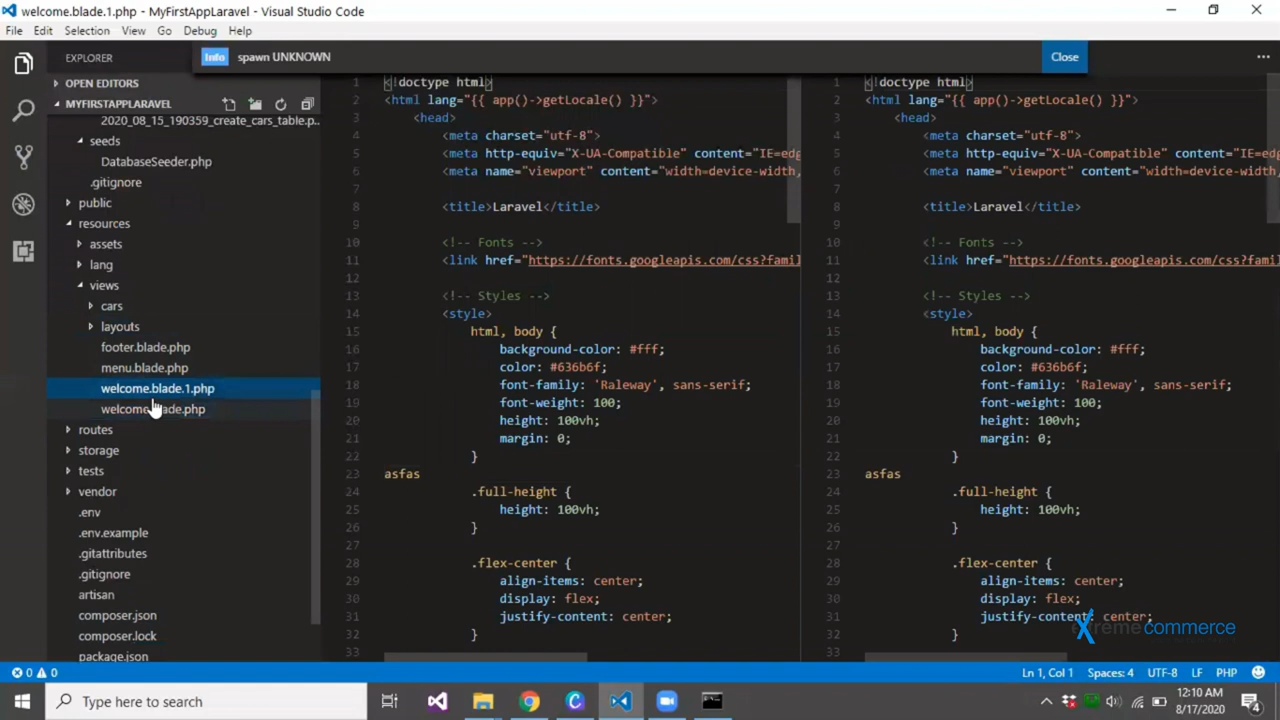 welcome.blade.1.php - MyFirstAppLaravel - Visual Studio Code
File Edit Selection View Go Debug Help
EXPLORER
Info spawn UNKNOWN Close
OPEN EDITORS
MYFIRSTAPPLARAVEL
2020_08_15_190359_create_cars_table.p...
seeds
DatabaseSeeder.php
.gitignore
public
resources
assets
lang
views
cars
layouts
footer.blade.php
menu.blade.php
welcome.blade.1.php
welcome.blade.php
routes
storage
tests
vendor
.env
.env.example
.gitattributes
.gitignore
artisan
composer.json
composer.lock
package.json
1 <!doctype html>
2 <html lang="{{ app()->getLocale() }}">
3 <head>
4 <meta charset="utf-8">
5 <meta http-equiv="X-UA-Compatible" content="IE=edg
6 <meta name="viewport" content="width=device-width,
7
8 <title>Laravel</title>
9
10 <!-- Fonts -->
11 <link href="https://fonts.googleapis.com/css?famil
12
13 <!-- Styles -->
14 <style>
15 html, body {
16 background-color: #fff;
17 color: #636b6f;
18 font-family: 'Raleway', sans-serif;
19 font-weight: 100;
20 height: 100vh;
21 margin: 0;
22 }
23 asfas
24 .full-height {
25 height: 100vh;
26 }
27
28 .flex-center {
29 align-items: center;
30 display: flex;
31 justify-content: center;
32 }
33
1 <!doctype html>
2 <html lang="{{ app()->getLocale() }}">
3 <head>
4 <meta charset="utf-8">
5 <meta http-equiv="X-UA-Compatible" content="IE=edg
6 <meta name="viewport" content="width=device-width,
7
8 <title>Laravel</title>
9
10 <!-- Fonts -->
11 <link href="https://fonts.googleapis.com/css?famil
12
13 <!-- Styles -->
14 <style>
15 html, body {
16 background-color: #fff;
17 color: #636b6f;
18 font-family: 'Raleway', sans-serif;
19 font-weight: 100;
20 height: 100vh;
21 margin: 0;
22 }
23 asfas
24 .full-height {
25 height: 100vh;
26 }
27
28 .flex-center {
29 align-items: center;
30 display: flex;
31 justify-content: center;
32 }
33
extreme commerce
0 0 Ln 1, Col 1 Spaces: 4 UTF-8 LF PHP
Type here to search
12:10 AM
8/17/2020
4